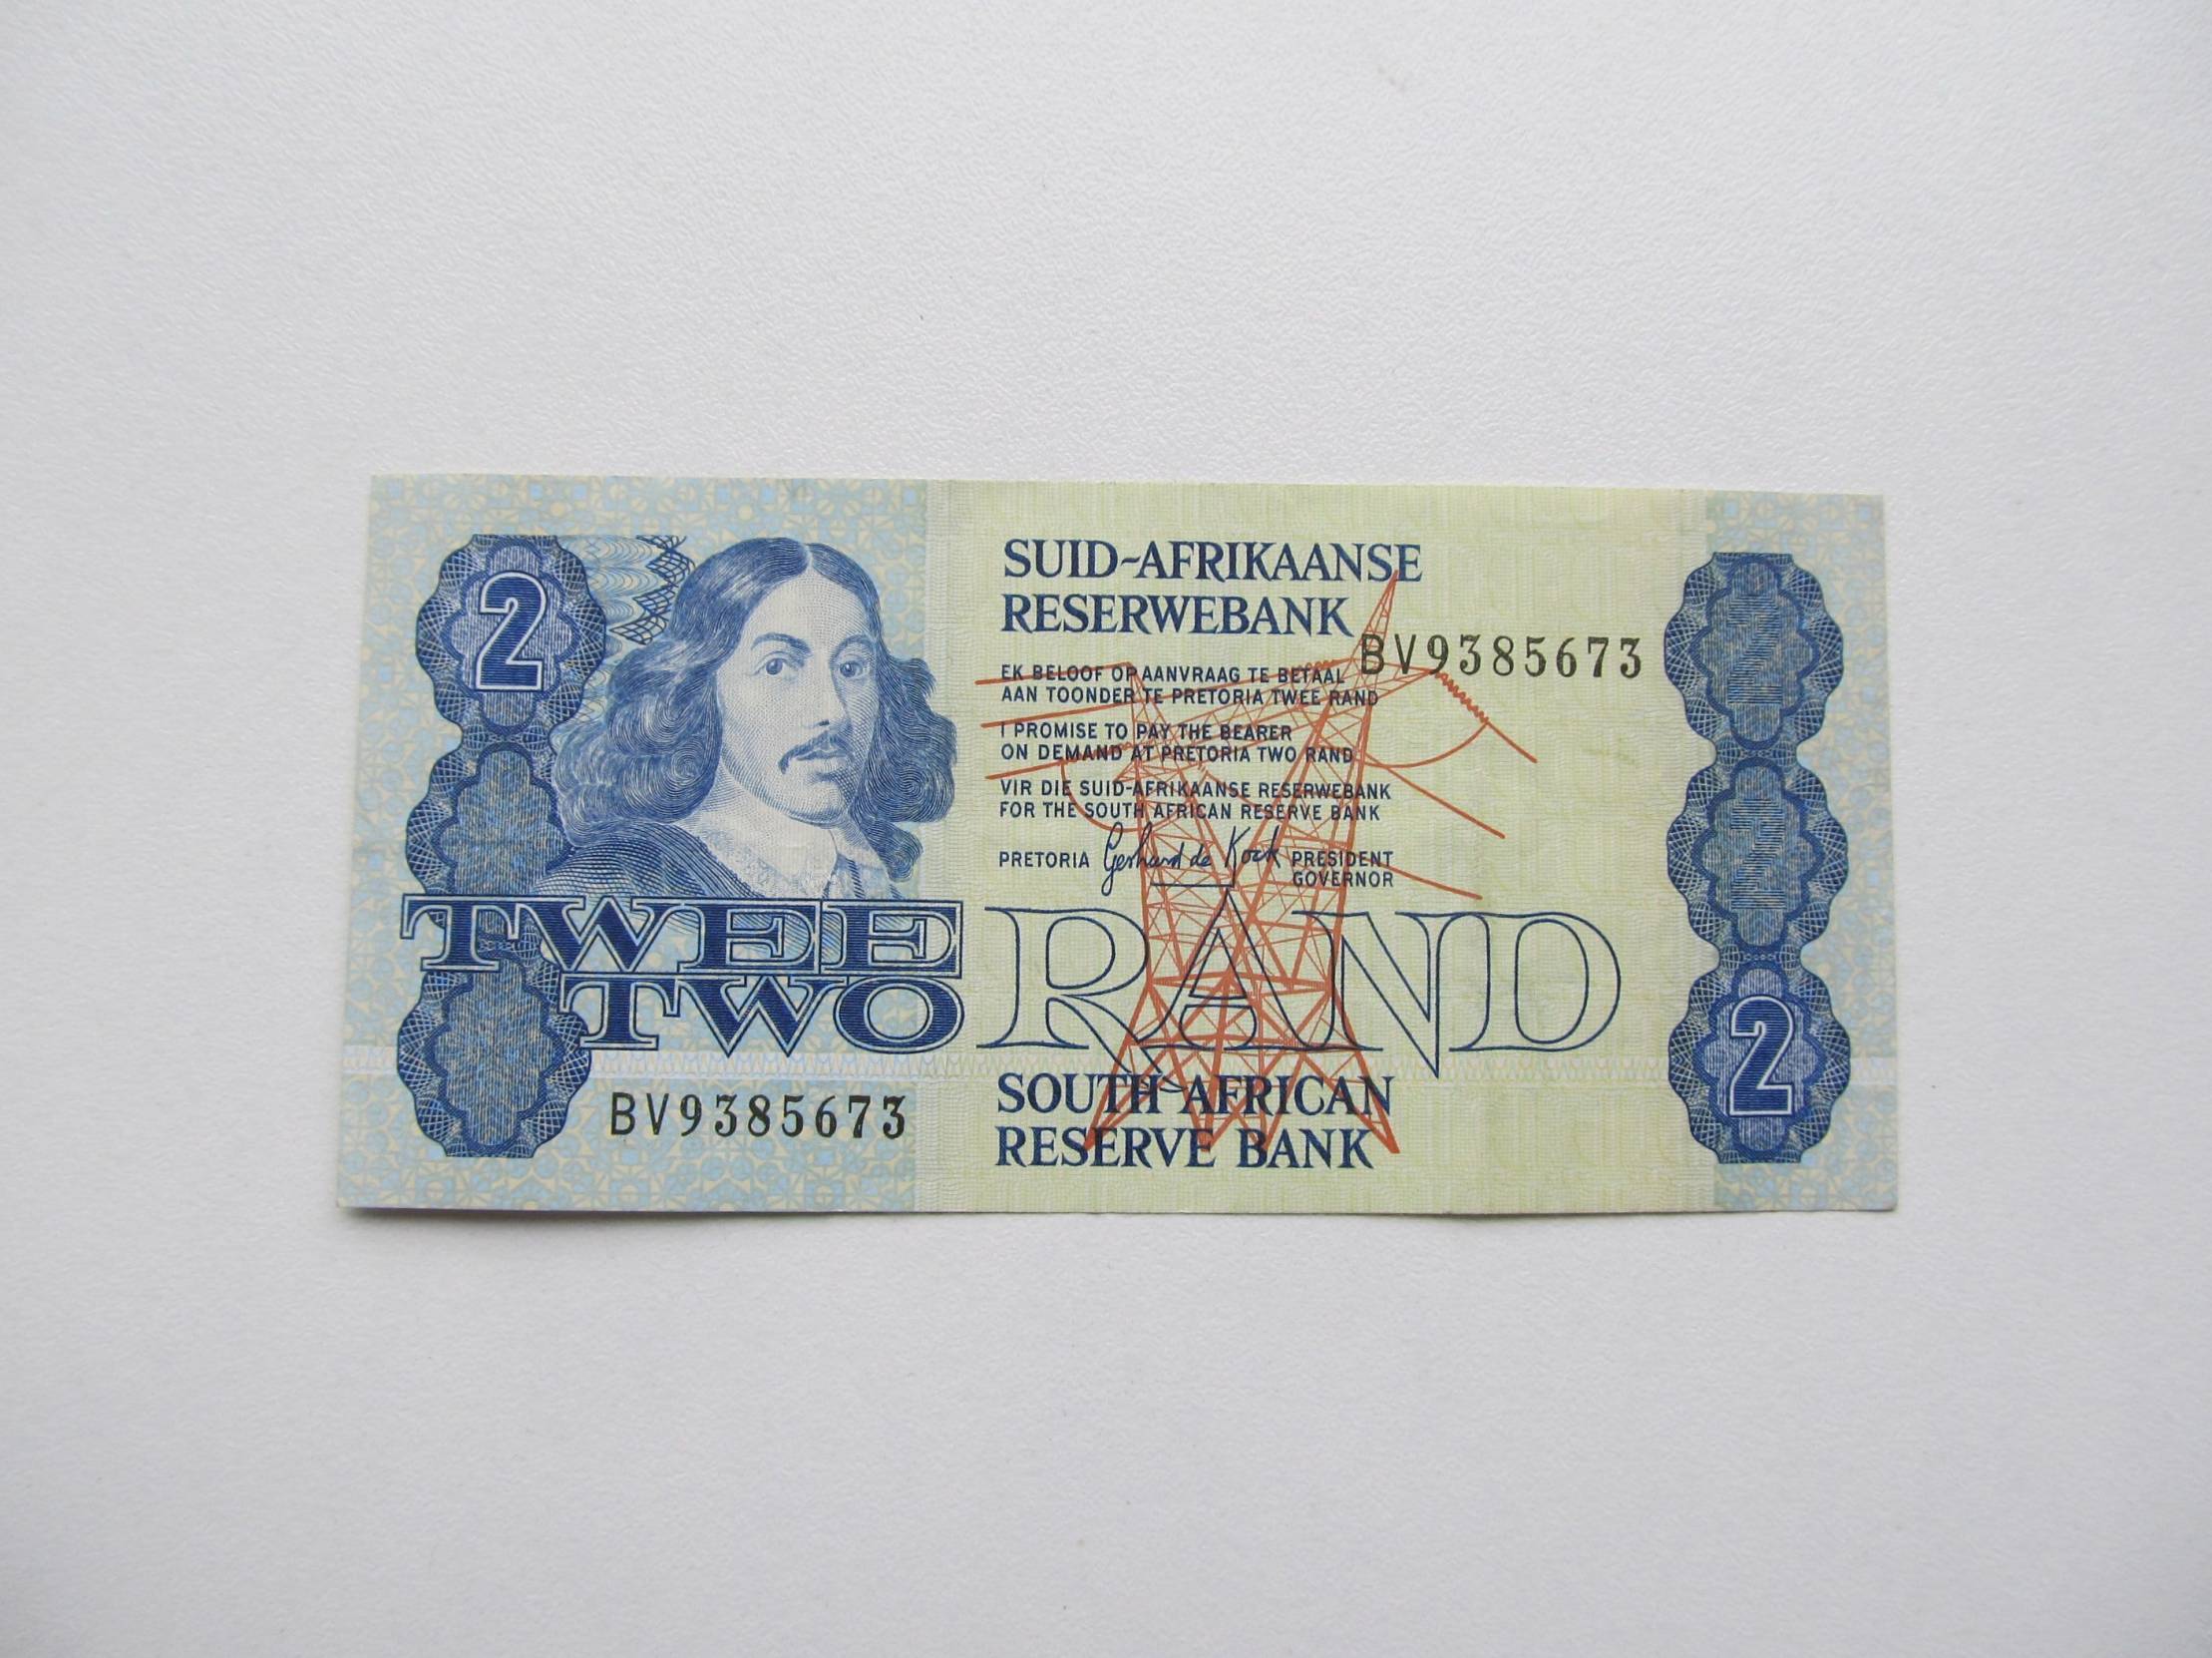 2
SUID-AFRIKAANSE
RESERWEBANK
BV9385673
EK BELOOF OP AANVRAAG TE BETAAL
AAN TOONDER TE PRETORIA TWEE RAND
I PROMISE TO PAY THE BEARER
ON DEMAND AT PRETORIA TWO RAND
VIR DIE SUID-AFRIKAANSE RESERWEBANK
FOR THE SOUTH AFRICAN RESERVE BANK
PRETORIA Gerhard de Kock PRESIDENT
GOVERNOR
TWEE
TWO
RAND
2
BV9385673
SOUTH AFRICAN
RESERVE BANK